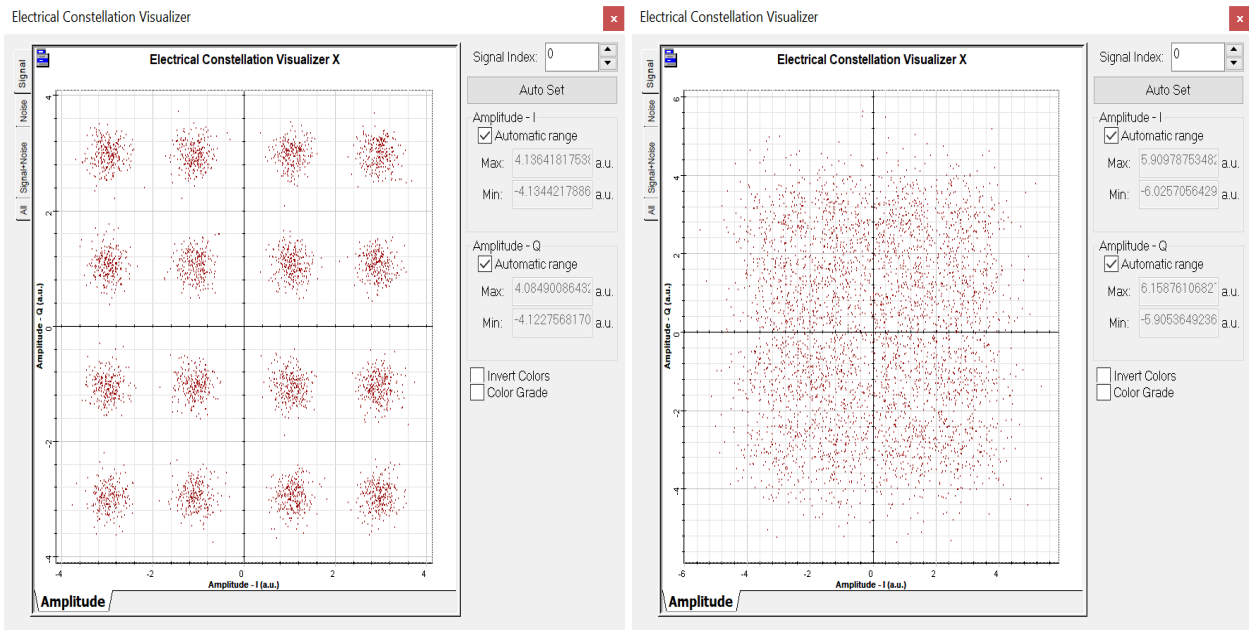 Electrical Constellation Visualizer
x
Signal
Noise
Signal+Noise
All
Electrical Constellation Visualizer X
4
2
0
-2
-4
Amplitude - Q (a.u.)
-4
-2
0
2
4
Amplitude - I (a.u.)
Amplitude
Signal Index:
0
Auto Set
Amplitude - I
Automatic range
Max:
4.1364181753
a.u.
Min:
-4.1344217886
a.u.
Amplitude - Q
Automatic range
Max:
4.0849008643
a.u.
Min:
-4.1227568170
a.u.
Invert Colors
Color Grade
Electrical Constellation Visualizer
x
Signal
Noise
Signal+Noise
All
Electrical Constellation Visualizer X
6
4
2
0
-2
-4
Amplitude - Q (a.u.)
-6
-4
-2
0
2
4
Amplitude - I (a.u.)
Amplitude
Signal Index:
0
Auto Set
Amplitude - I
Automatic range
Max:
5.9097875348
a.u.
Min:
-6.0257056429
a.u.
Amplitude - Q
Automatic range
Max:
6.1587610682
a.u.
Min:
-5.9053649236
a.u.
Invert Colors
Color Grade